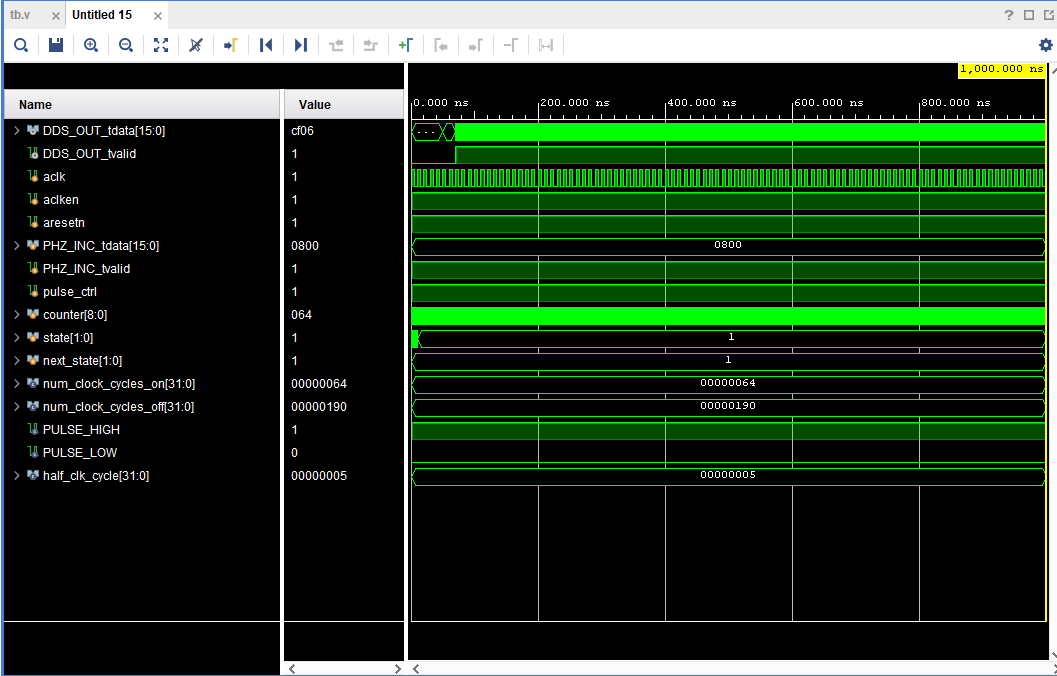 tb.v Untitled 15
1,000.000 ns
Name Value
0.000 ns 200.000 ns 400.000 ns 600.000 ns 800.000 ns
DDS_OUT_tdata[15:0] cf06 ...
DDS_OUT_tvalid 1
aclk 1
aclken 1
aresetn 1
PHZ_INC_tdata[15:0] 0800 0800
PHZ_INC_tvalid 1
pulse_ctrl 1
counter[8:0] 064
state[1:0] 1 1
next_state[1:0] 1 1
num_clock_cycles_on[31:0] 00000064 00000064
num_clock_cycles_off[31:0] 00000190 00000190
PULSE_HIGH 1
PULSE_LOW 0
half_clk_cycle[31:0] 00000005 00000005